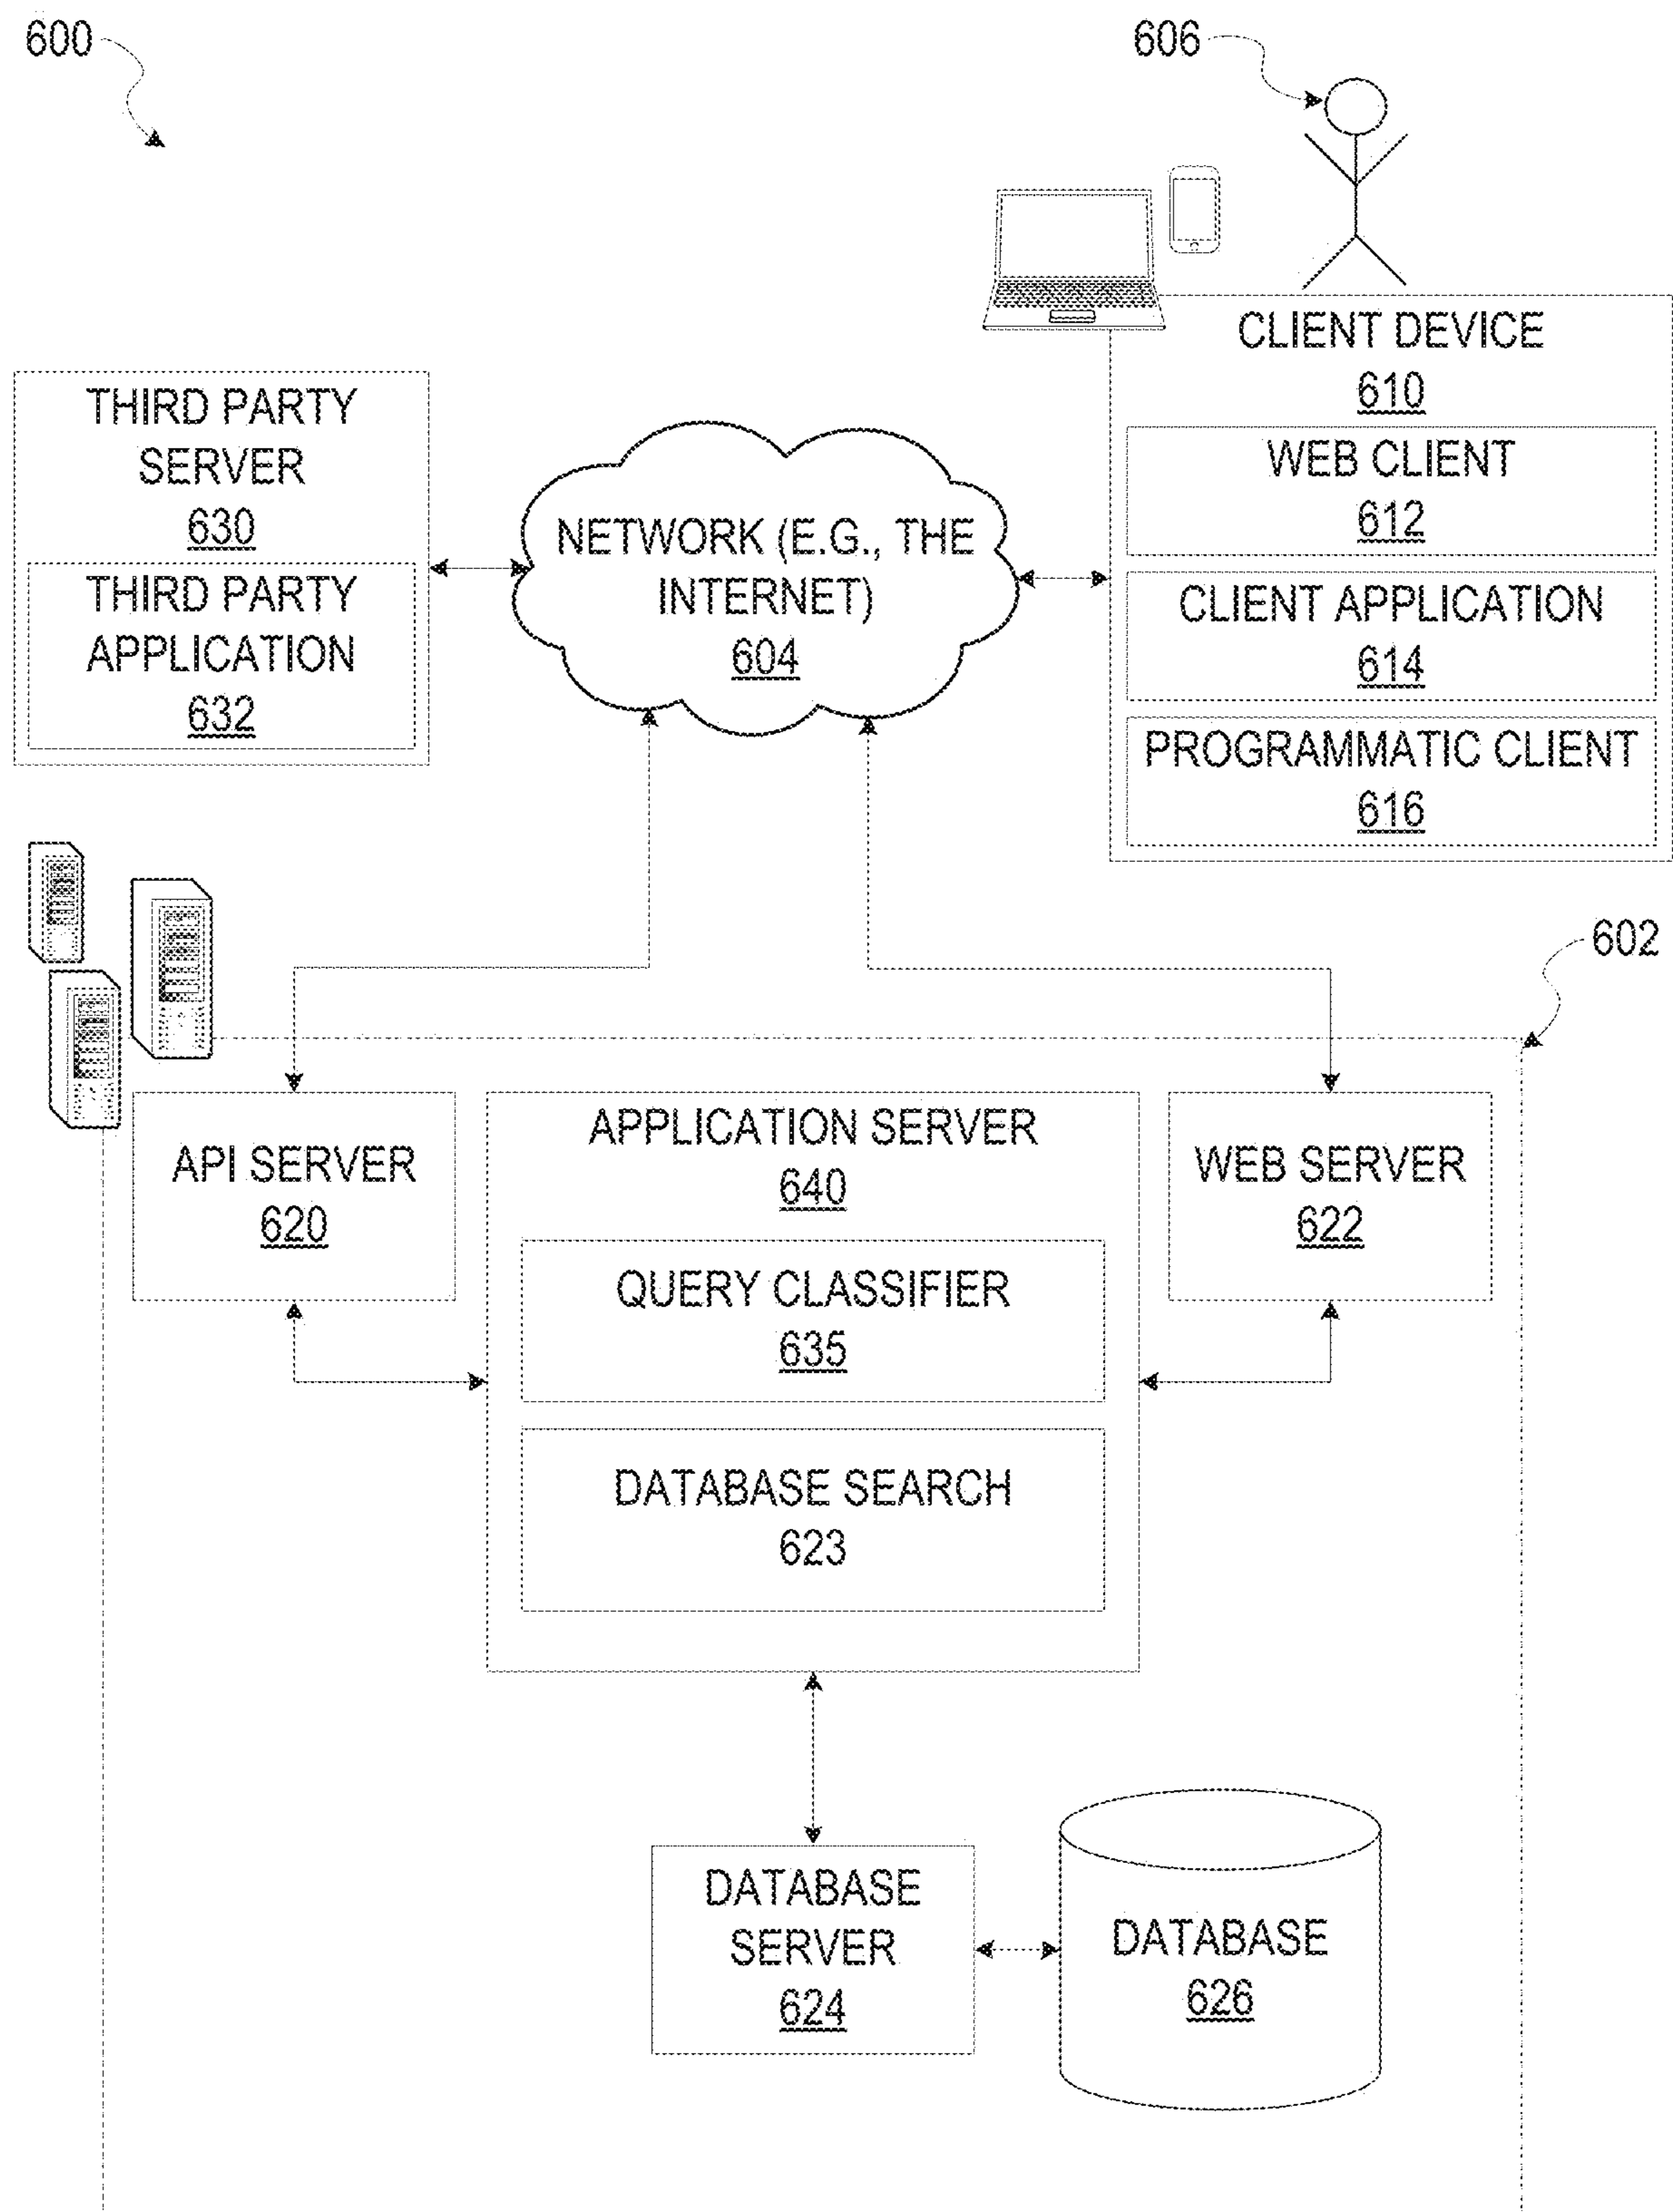 600
606
CLIENT DEVICE
610
WEB CLIENT
612
CLIENT APPLICATION
614
PROGRAMMATIC CLIENT
616
THIRD PARTY
SERVER
630
THIRD PARTY
APPLICATION
632
NETWORK (E.G., THE
INTERNET)
604
602
API SERVER
620
APPLICATION SERVER
640
QUERY CLASSIFIER
635
DATABASE SEARCH
623
WEB SERVER
622
DATABASE
SERVER
624
DATABASE
626